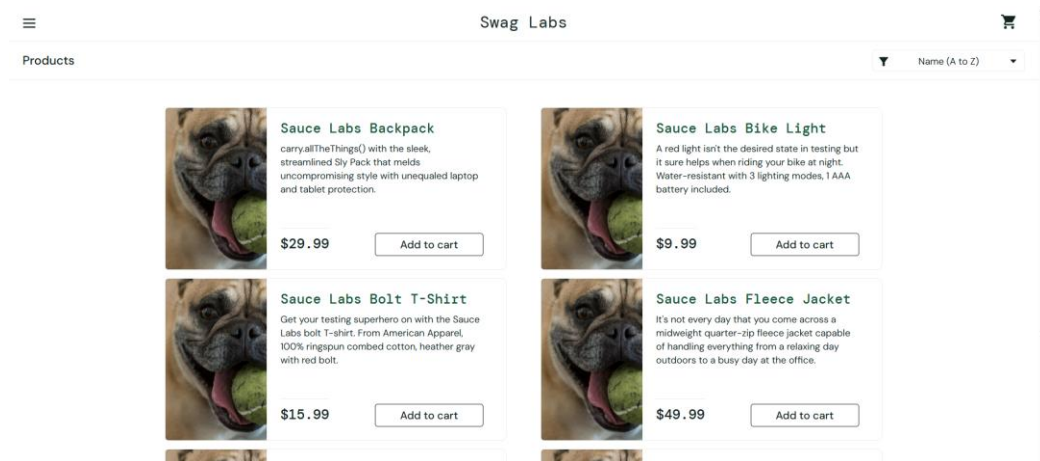 Swag Labs
Products
Name (A to Z)
Sauce Labs Backpack
carry.allTheThings() with the sleek,
streamlined Sly Pack that melds
uncompromising style with unequaled laptop
and tablet protection.
$29.99
Add to cart
Sauce Labs Bike Light
A red light isn't the desired state in testing but
it sure helps when riding your bike at night.
Water-resistant with 3 lighting modes, 1 AAA
battery included.
$9.99
Add to cart
Sauce Labs Bolt T-Shirt
Get your testing superhero on with the Sauce
Labs bolt T-shirt. From American Apparel,
100% ringspun combed cotton, heather gray
with red bolt.
$15.99
Add to cart
Sauce Labs Fleece Jacket
It's not every day that you come across a
midweight quarter-zip fleece jacket capable
of handling everything from a relaxing day
outdoors to a busy day at the office.
$49.99
Add to cart